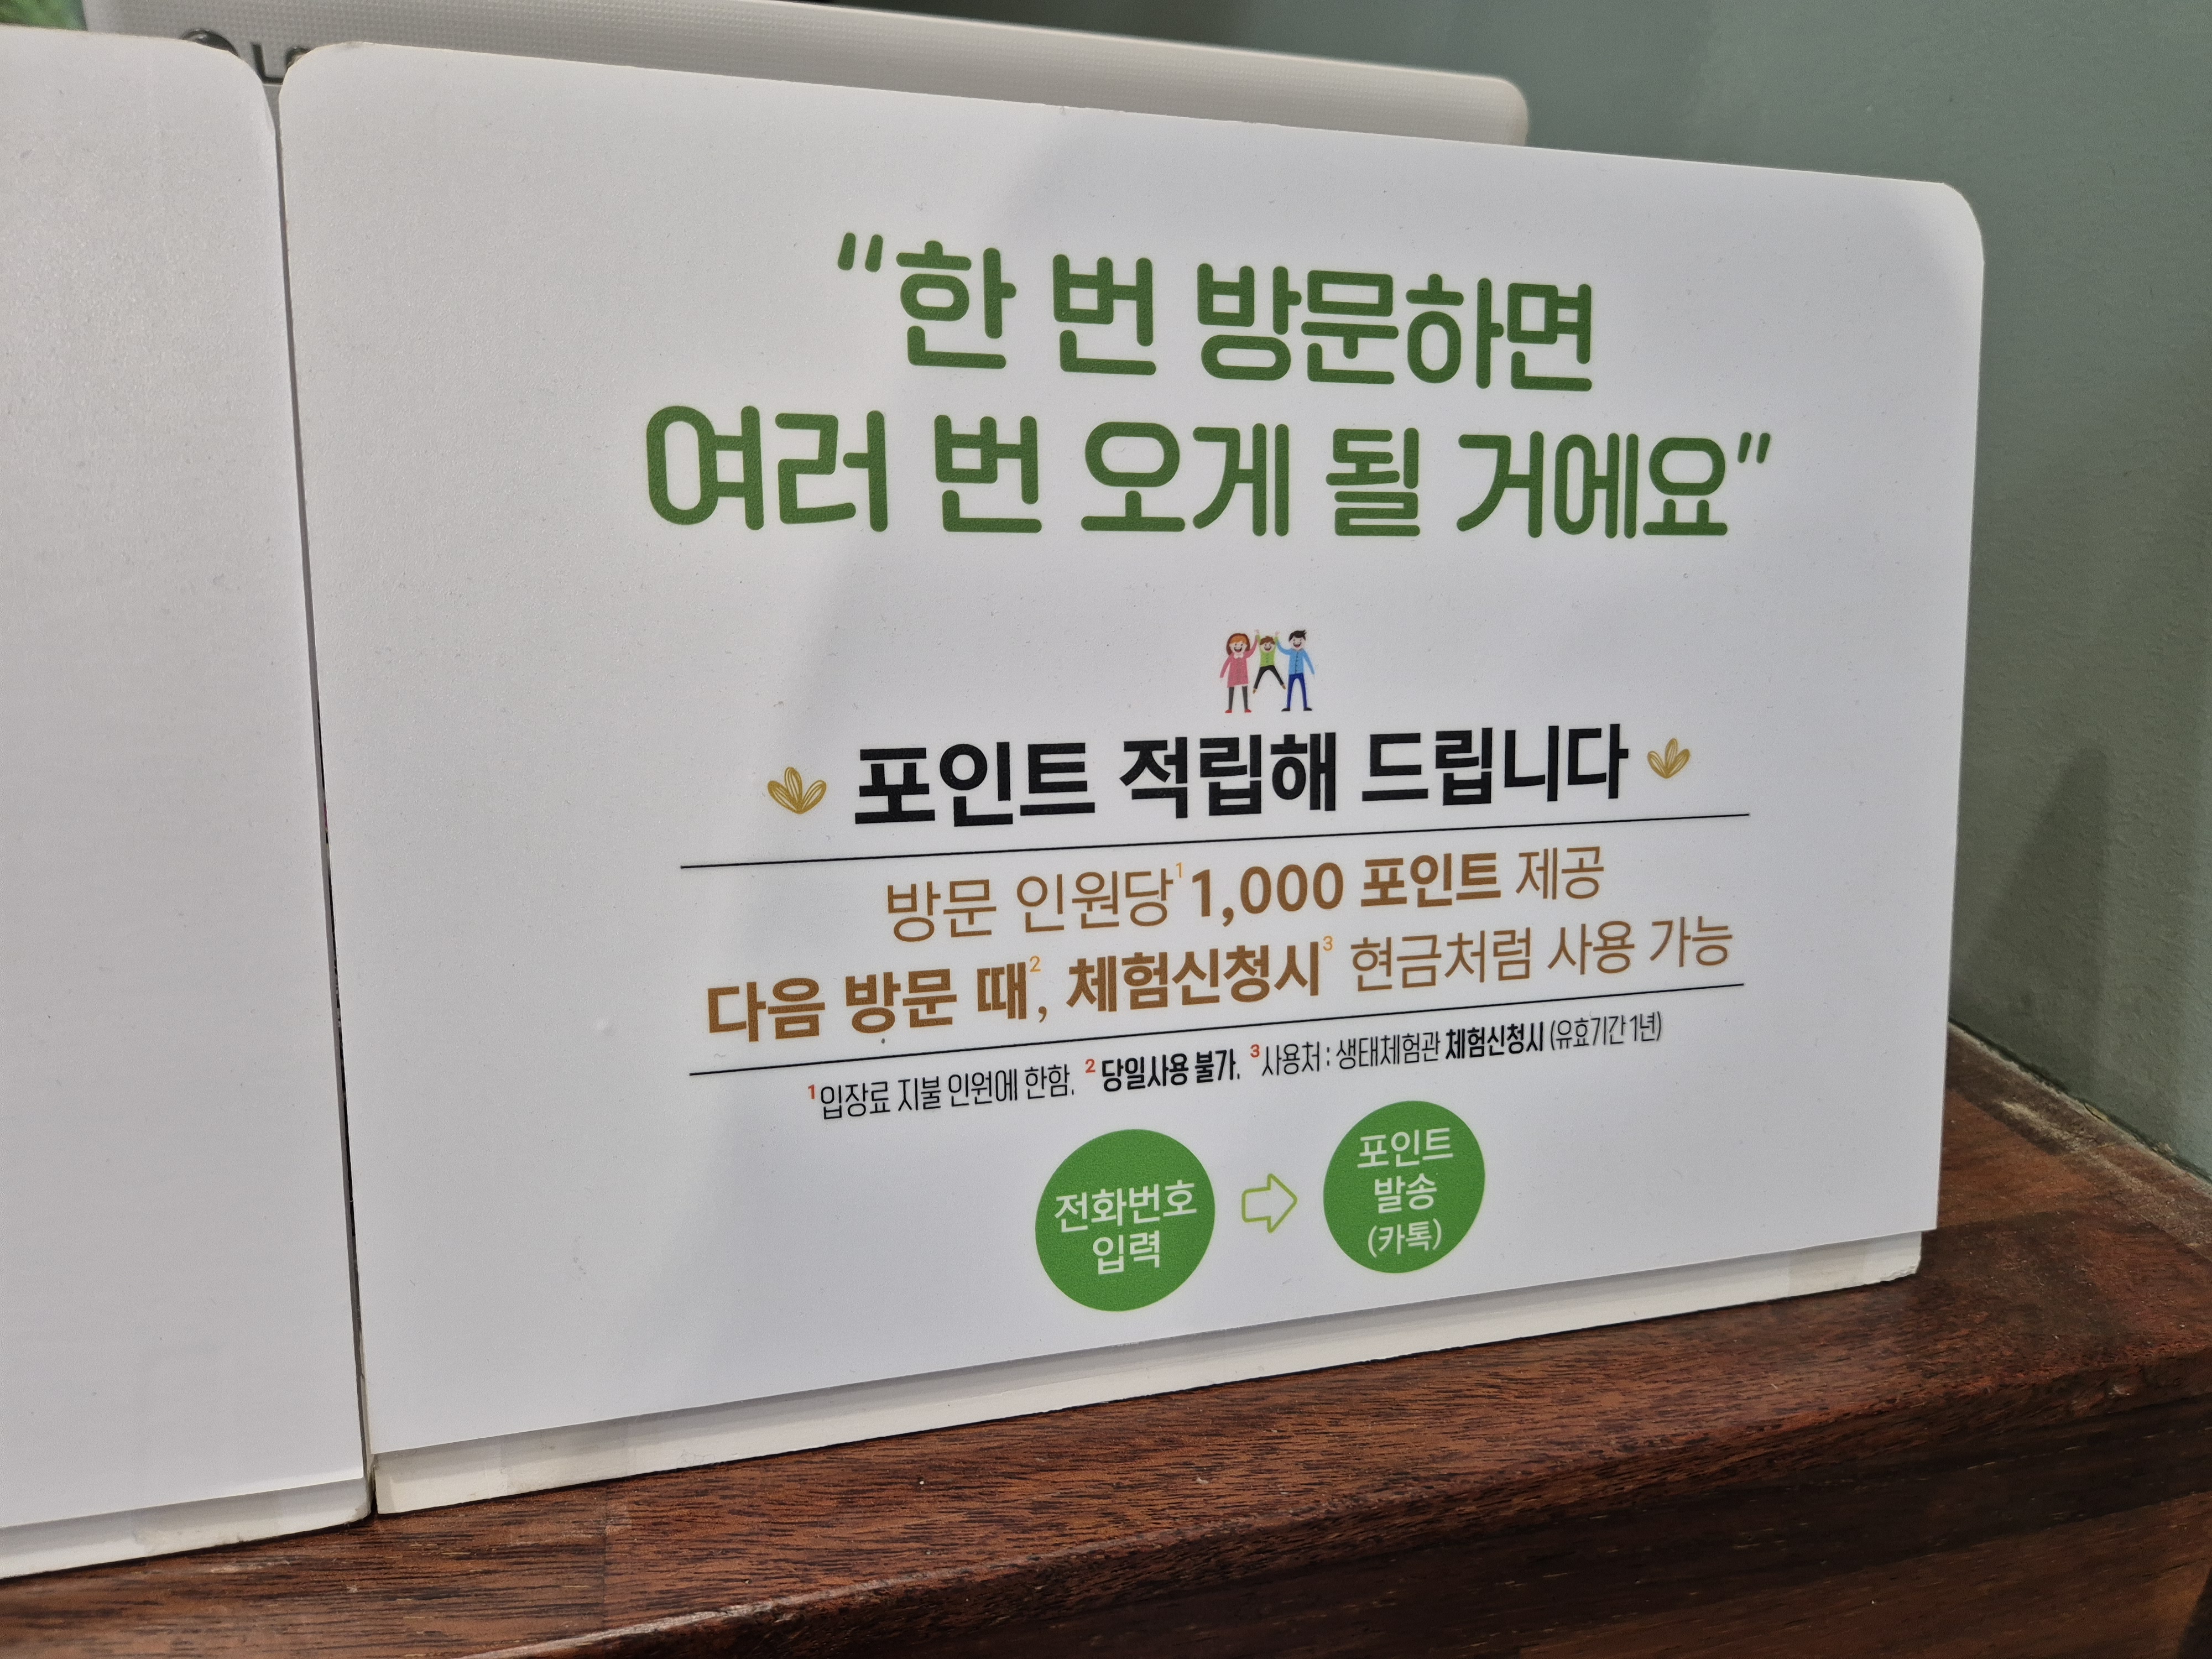 "한 번 방문하면
여러 번 오게 될 거에요"
포인트 적립해 드립니다
방문 인원당¹ 1,000 포인트 제공
다음 방문 때², 체험신청시³ 현금처럼 사용 가능
¹입장료 지불 인원에 한함, ²당일사용 불가, ³사용처 : 생태체험관 체험신청시 (유효기간 1년)
전화번호
입력
포인트
발송
(카톡)